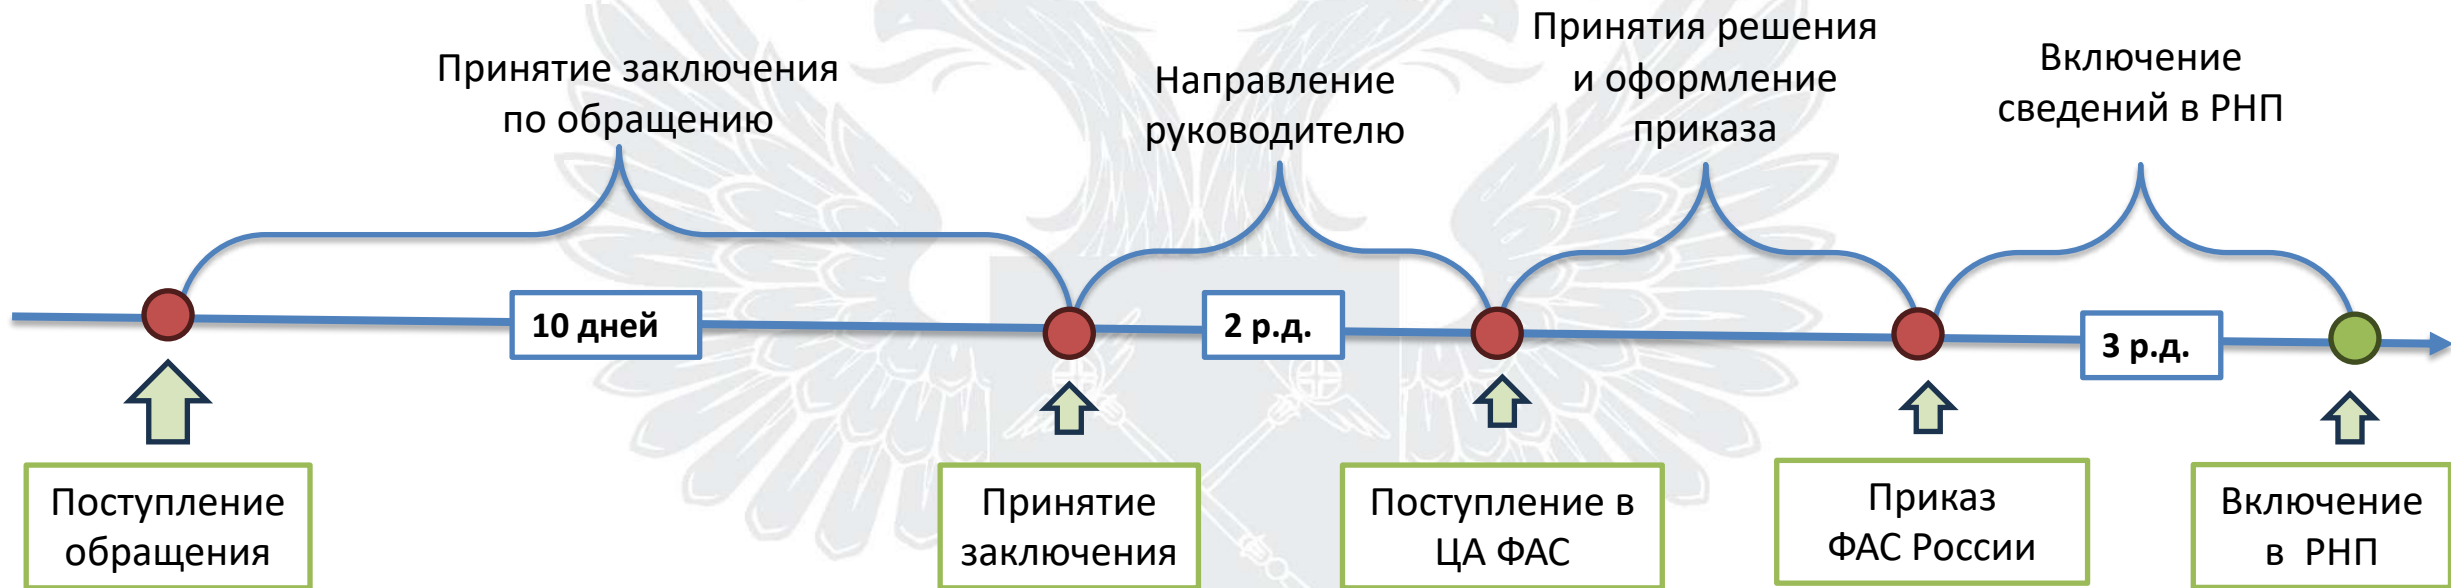 Принятие заключения
по обращению
Направление
руководителю
Принятия решения
и оформление
приказа
Включение
сведений в РНП
10 дней
2 р.д.
3 р.д.
Поступление
обращения
Принятие
заключения
Поступление в
ЦА ФАС
Приказ
ФАС России
Включение
в РНП